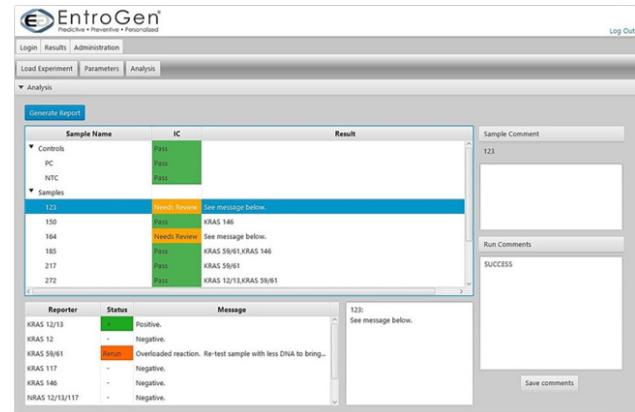 EntroGen
Predictive • Preventive • Personalized
Log Out
Login Results Administration
Load Experiment Parameters Analysis
Analysis
Generate Report
Sample Name IC Result
Controls Pass
PC Pass
NTC Pass
Samples
123 Needs Review See message below.
150 Pass KRAS 146
164 Needs Review See message below.
185 Pass KRAS 59/61,KRAS 146
217 Pass KRAS 59/61
272 Pass KRAS 12/13,KRAS 59/61
Sample Comment
123
Run Comments
SUCCESS
Save comments
Reporter Status Message
KRAS 12/13 - Positive.
KRAS 12 - Negative.
KRAS 59/61 Rerun Overloaded reaction. Re-test sample with less DNA to bring...
KRAS 117 - Negative.
KRAS 146 - Negative.
NRAS 12/13/117 - Negative.
123:
See message below.